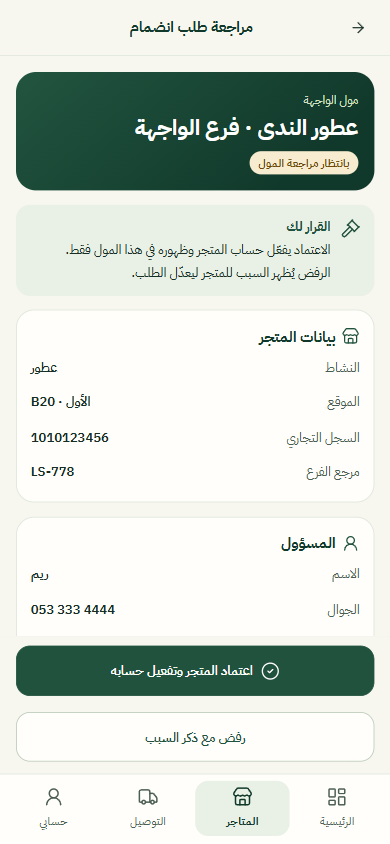 مراجعة طلب انضمام
مول الواجهة
عطور الندى · فرع الواجهة
بانتظار مراجعة المول
القرار لك
الاعتماد يفعّل حساب المتجر وظهوره في هذا المول فقط.
الرفض يُظهر السبب للمتجر ليعدّل الطلب.
بيانات المتجر
النشاط عطور
الموقع الأول · B20
السجل التجاري 1010123456
مرجع الفرع LS-778
المسؤول
الاسم ريم
الجوال 053 333 4444
اعتماد المتجر وتفعيل حسابه
رفض مع ذكر السبب
الرئيسية المتاجر التوصيل حسابي